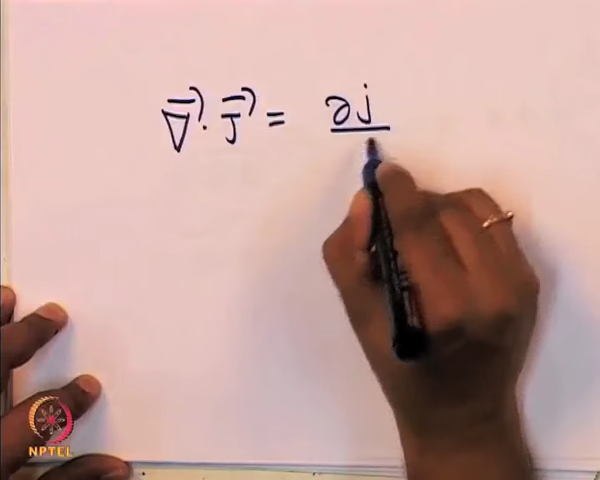 ∇⃗ · J⃗ = ∂j
NPTEL